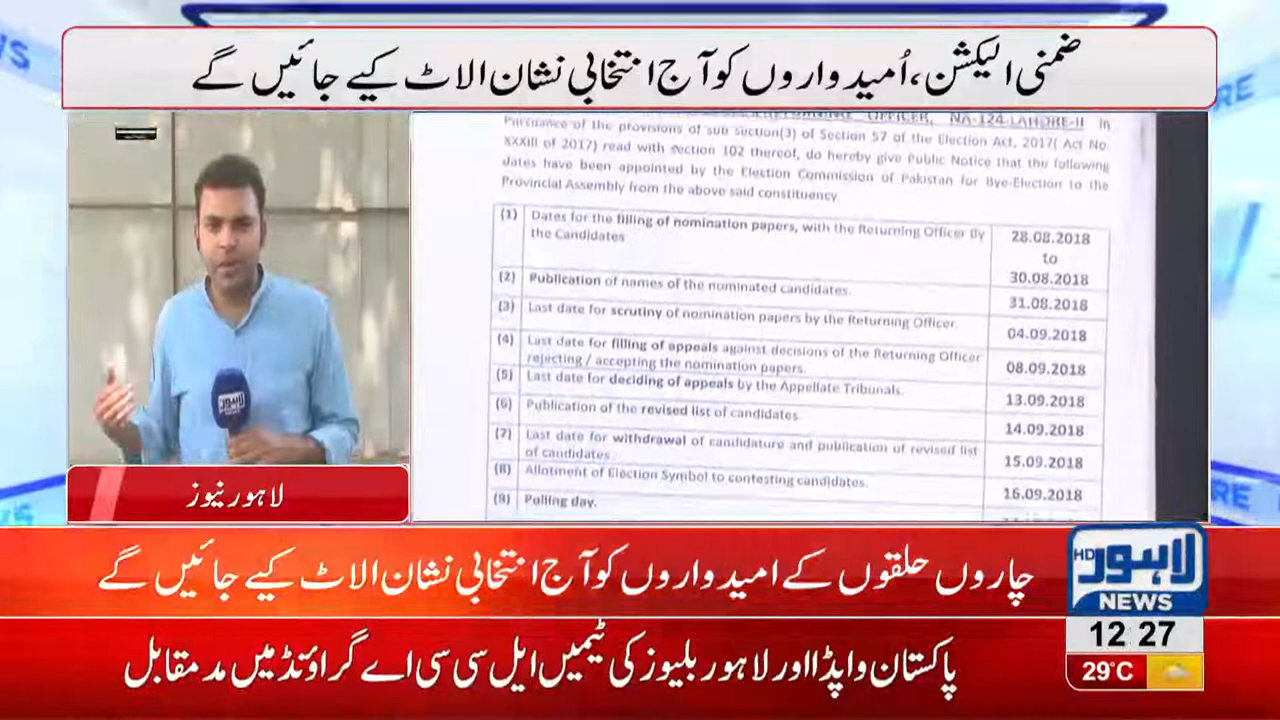 ضمنی الیکشن، اُمیدواروں کو آج انتخابی نشان الاٹ کیے جائیں گے
RETURNING OFFICER, NA-124-LAHORE-II in
Pursuance of the provisions of sub section(3) of Section 57 of the Election Act, 2017( Act No
XXXIII of 2017) read with section 102 thereof, do hereby give Public Notice that the following
dates have been appointed by the Election Commission of Pakistan for Bye-Election to the
Provincial Assembly from the above said constituency.
(1) Dates for the filling of nomination papers, with the Returning Officer By
the Candidates
28.08.2018
to
30.08.2018
(2) Publication of names of the nominated candidates. 31.08.2018
(3) Last date for scrutiny of nomination papers by the Returning Officer. 04.09.2018
(4) Last date for filling of appeals against decisions of the Returning Officer
rejecting / accepting the nomination papers. 08.09.2018
(5) Last date for deciding of appeals by the Appellate Tribunals. 13.09.2018
(6) Publication of the revised list of candidates. 14.09.2018
(7) Last date for withdrawal of candidature and publication of revised list
of candidates. 15.09.2018
(8) Allotment of Election Symbol to contesting candidates. 16.09.2018
(9) Polling day.
لاہور
NEWS
لاہور نیوز
چاروں حلقوں کے امیدواروں کو آج انتخابی نشان الاٹ کیے جائیں گے
پاکستان واپڈا اور لاہور بلیوز کی ٹیمیں ایل سی سی اے گراؤنڈ میں مدمقابل
HD لاہور
NEWS
12 27
29°C